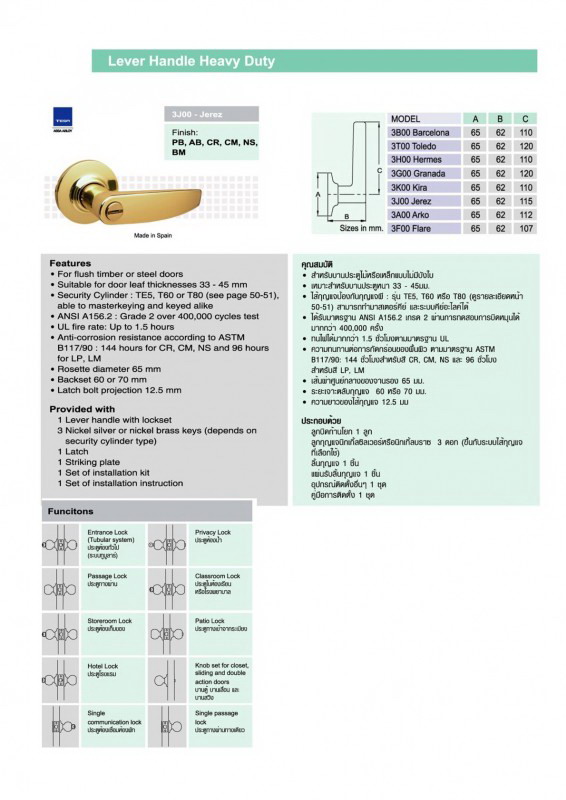 Lever Handle Heavy Duty
TESA
ASSA ABLOY
3J00 - Jerez
Finish:
PB, AB, CR, CM, NS,
BM
Made in Spain
A
B
C
Sizes in mm.
MODEL A B C
3B00 Barcelona 65 62 110
3T00 Toledo 65 62 120
3H00 Hermes 65 62 110
3G00 Granada 65 62 120
3K00 Kira 65 62 110
3J00 Jerez 65 62 115
3A00 Arko 65 62 112
3F00 Flare 65 62 107
Features
• For flush timber or steel doors
• Suitable for door leaf thicknesses 33 - 45 mm
• Security Cylinder : TE5, T60 or T80 (see page 50-51),
able to masterkeying and keyed alike
• ANSI A156.2 : Grade 2 over 400,000 cycles test
• UL fire rate: Up to 1.5 hours
• Anti-corrosion resistance according to ASTM
B117/90 : 144 hours for CR, CM, NS and 96 hours
for LP, LM
• Rosette diameter 65 mm
• Backset 60 or 70 mm
• Latch bolt projection 12.5 mm
Provided with
1 Lever handle with lockset
3 Nickel silver or nickel brass keys (depends on
security cylinder type)
1 Latch
1 Striking plate
1 Set of installation kit
1 Set of installation instruction
คุณสมบัติ
• สำหรับบานประตูไม้หรือเหล็กแบบไม่มีบังใบ
• เหมาะสำหรับบานประตูหนา 33 - 45มม.
• ไส้กุญแจป้องกันกุญแจผี : รุ่น TE5, T60 หรือ T80 (ดูรายละเอียดหน้า
50-51) สามารถทำมาสเตอร์คีย์ และระบบคีย์อะไลค์ได้
• ได้รับมาตรฐาน ANSI A156.2 เกรด 2 ผ่านการทดสอบการบิดหมุนได้
มากกว่า 400,000 ครั้ง
• ทนไฟได้มากกว่า 1.5 ชั่วโมงตามมาตรฐาน UL
• ความทนทานต่อการกัดกร่อนของพื้นผิว ตามมาตรฐาน ASTM
B117/90: 144 ชั่วโมงสำหรับสี CR, CM, NS และ 96 ชั่วโมง
สำหรับสี LP, LM
• เส้นผ่าศูนย์กลางของจานรอง 65 มม.
• ระยะเจาะตลับกุญแจ 60 หรือ 70 มม.
• ความยาวของไส้กุญแจ 12.5 มม
ประกอบด้วย
ลูกบิดก้านโยก 1 ลูก
ลูกกุญแจนิกเกิ้ลซิลเวอร์หรือนิกเกิ้ลบราซ 3 ดอก (ขึ้นกับระบบไส้กุญแจ
ที่เลือกใช้)
ลิ้นกุญแจ 1 ชิ้น
แผ่นรับลิ้นกุญแจ 1 ชิ้น
อุปกรณ์ติดตั้งอื่นๆ 1 ชุด
คู่มือการติดตั้ง 1 ชุด
Funcitons
Entrance Lock
(Tubular system)
ประตูห้องทั่วไป
(ระบบทูบูลาร์)
Privacy Lock
ประตูห้องน้ำ
Passage Lock
ประตูทางผ่าน
Classroom Lock
ประตูในห้องเรียน
หรือโรงพยาบาล
Storeroom Lock
ประตูห้องเก็บของ
Patio Lock
ประตูทางเข้าจากระเบียง
Hotel Lock
ประตูโรงแรม
Knob set for closet,
sliding and double
action doors
บานตู้ บานเลื่อน และ
บานสวิง
Single
communication lock
ประตูห้องเชื่อมห้องพัก
Single passage
lock
ประตูทางผ่านทางเดียว